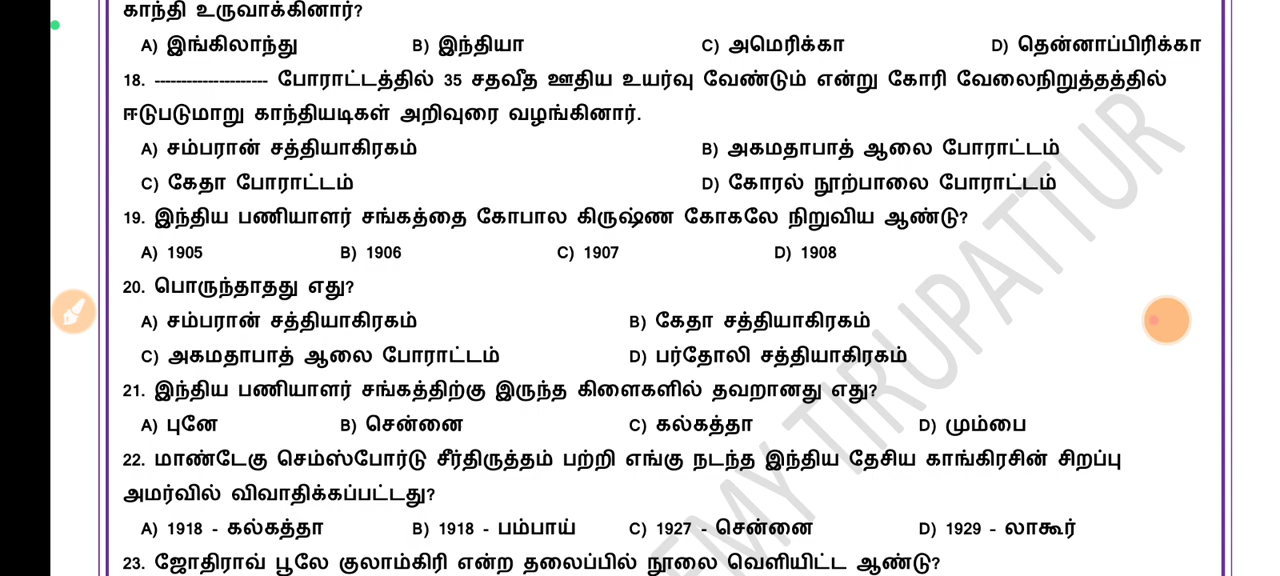 காந்தி உருவாக்கினார்?
A) இங்கிலாந்து B) இந்தியா C) அமெரிக்கா D) தென்னாப்பிரிக்கா
18. --------------------- போராட்டத்தில் 35 சதவீத ஊதிய உயர்வு வேண்டும் என்று கோரி வேலைநிறுத்தத்தில்
ஈடுபடுமாறு காந்தியடிகள் அறிவுரை வழங்கினார்.
A) சம்பரான் சத்தியாகிரகம் B) அகமதாபாத் ஆலை போராட்டம்
C) கேதா போராட்டம் D) கோரல் நூற்பாலை போராட்டம்
19. இந்திய பணியாளர் சங்கத்தை கோபால கிருஷ்ண கோகலே நிறுவிய ஆண்டு?
A) 1905 B) 1906 C) 1907 D) 1908
20. பொருந்தாதது எது?
A) சம்பரான் சத்தியாகிரகம் B) கேதா சத்தியாகிரகம்
C) அகமதாபாத் ஆலை போராட்டம் D) பர்தோலி சத்தியாகிரகம்
21. இந்திய பணியாளர் சங்கத்திற்கு இருந்த கிளைகளில் தவறானது எது?
A) புனே B) சென்னை C) கல்கத்தா D) மும்பை
22. மாண்டேகு செம்ஸ்போர்டு சீர்திருத்தம் பற்றி எங்கு நடந்த இந்திய தேசிய காங்கிரசின் சிறப்பு
அமர்வில் விவாதிக்கப்பட்டது?
A) 1918 - கல்கத்தா B) 1918 - பம்பாய் C) 1927 - சென்னை D) 1929 - லாகூர்
23. ஜோதிராவ் பூலே குலாம்கிரி என்ற தலைப்பில் நூலை வெளியிட்ட ஆண்டு?
EMY TIRUPATTUR